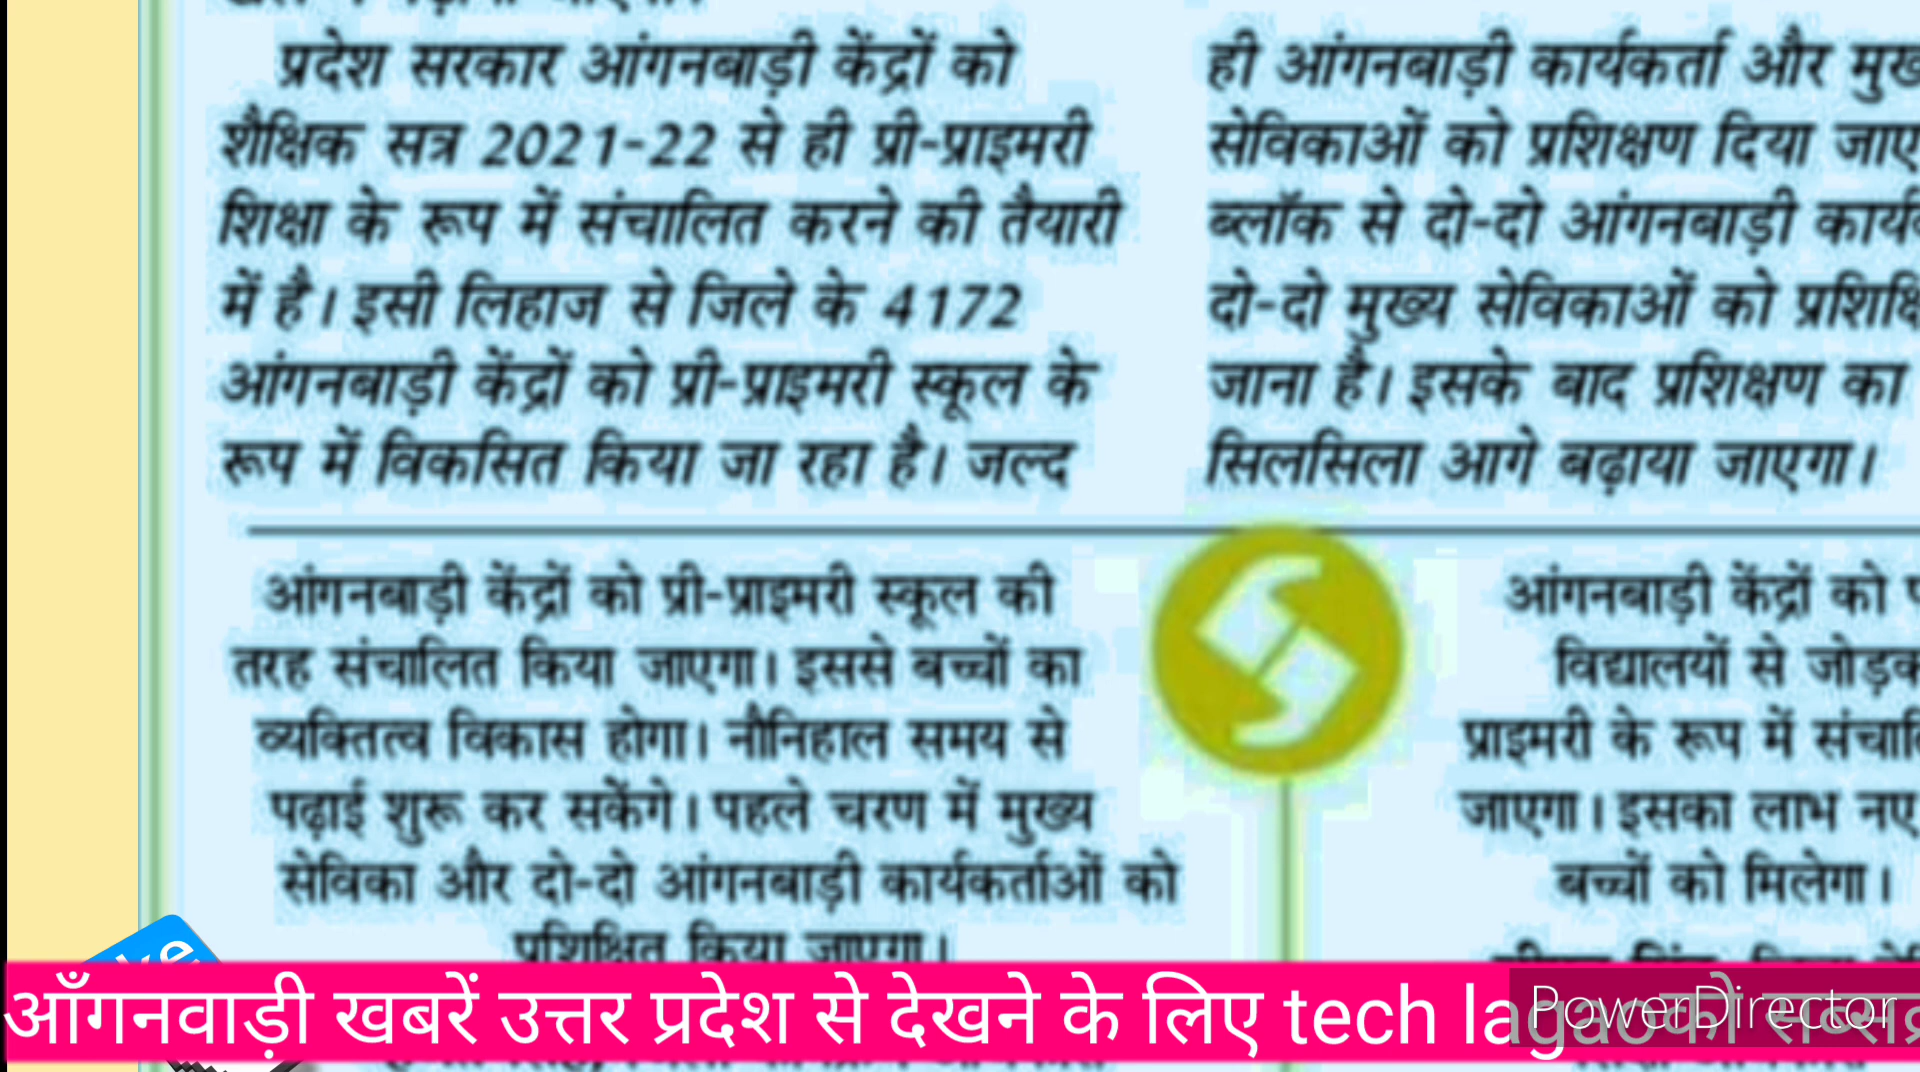 प्रदेश सरकार आंगनबाड़ी केंद्रों को
शैक्षिक सत्र 2021-22 से ही प्री-प्राइमरी
शिक्षा के रूप में संचालित करने की तैयारी
में है। इसी लिहाज से जिले के 4172
आंगनबाड़ी केंद्रों को प्री-प्राइमरी स्कूल के
रूप में विकसित किया जा रहा है। जल्द
ही आंगनबाड़ी कार्यकर्ता और
सेविकाओं को प्रशिक्षण दिया
ब्लॉक से दो-दो आंगनबाड़ी
दो-दो मुख्य सेविकाओं को
जाना है। इसके बाद प्रशिक्षण का
सिलसिला आगे बढ़ाया जाएगा।
आंगनबाड़ी केंद्रों को प्री-प्राइमरी स्कूल की
तरह संचालित किया जाएगा। इससे बच्चों का
व्यक्तित्व विकास होगा। नौनिहाल समय से
पढ़ाई शुरू कर सकेंगे। पहले चरण में मुख्य
सेविका और दो-दो आंगनबाड़ी कार्यकर्ताओं को
प्रशिक्षित किया जाएगा।
आंगनबाड़ी केंद्रों को
विद्यालयों से
प्राइमरी के रूप में
जाएगा। इसका लाभ नए
बच्चों को मिलेगा।
आँगनवाड़ी खबरें उत्तर प्रदेश से देखने के लिए tech lagao को
PowerDirector